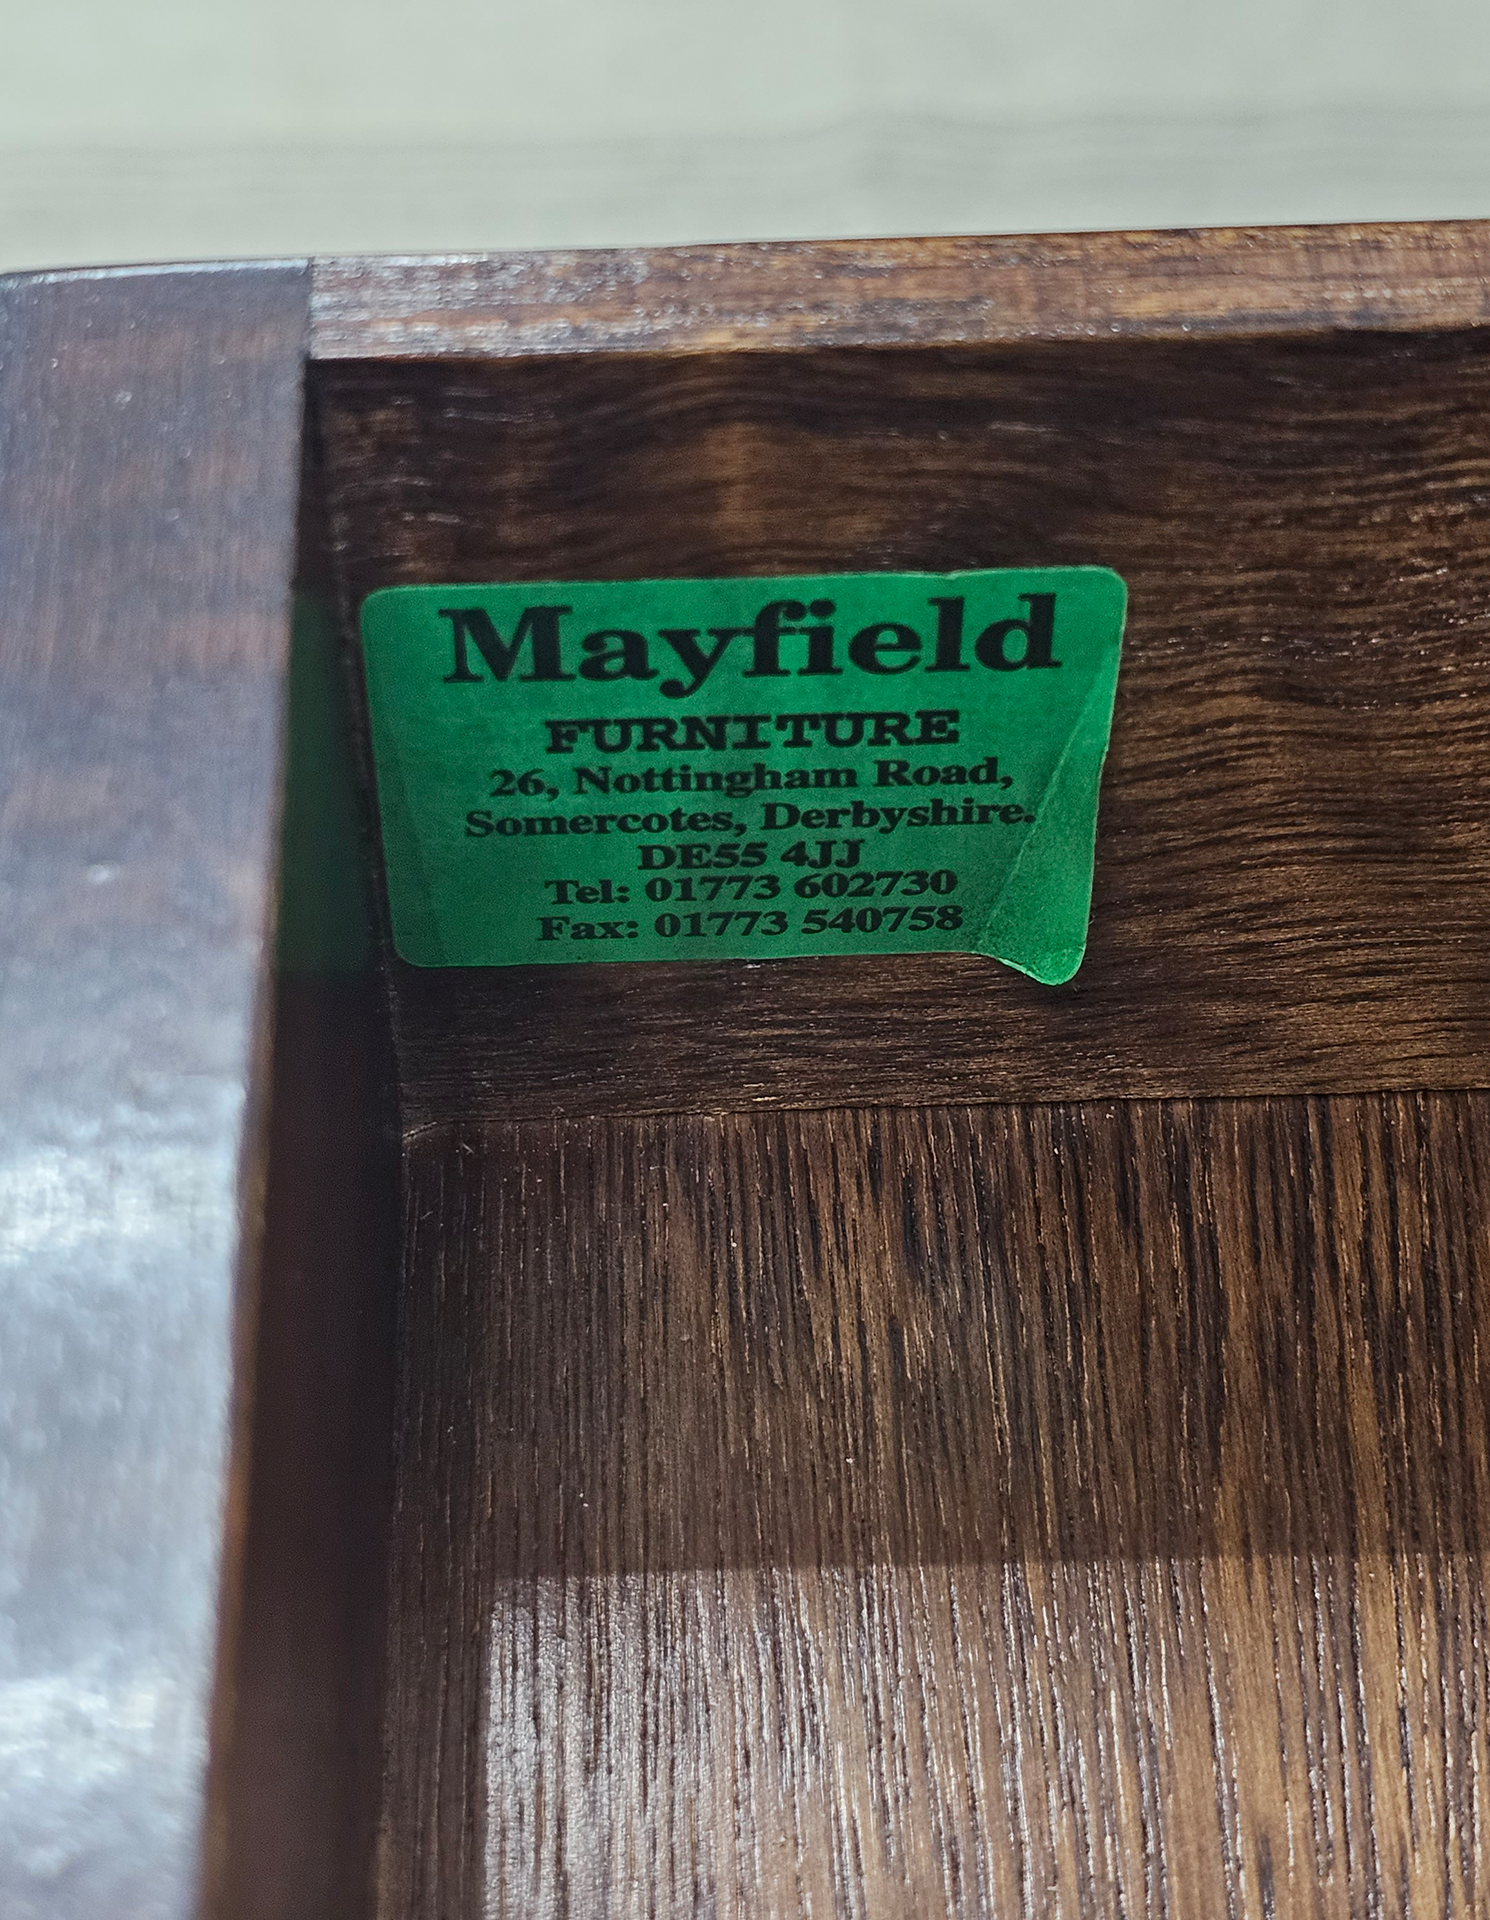 Mayfield
FURNITURE
26, Nottingham Road,
Somercotes, Derbyshire.
DE55 4JJ
Tel: 01773 602730
Fax: 01773 540758